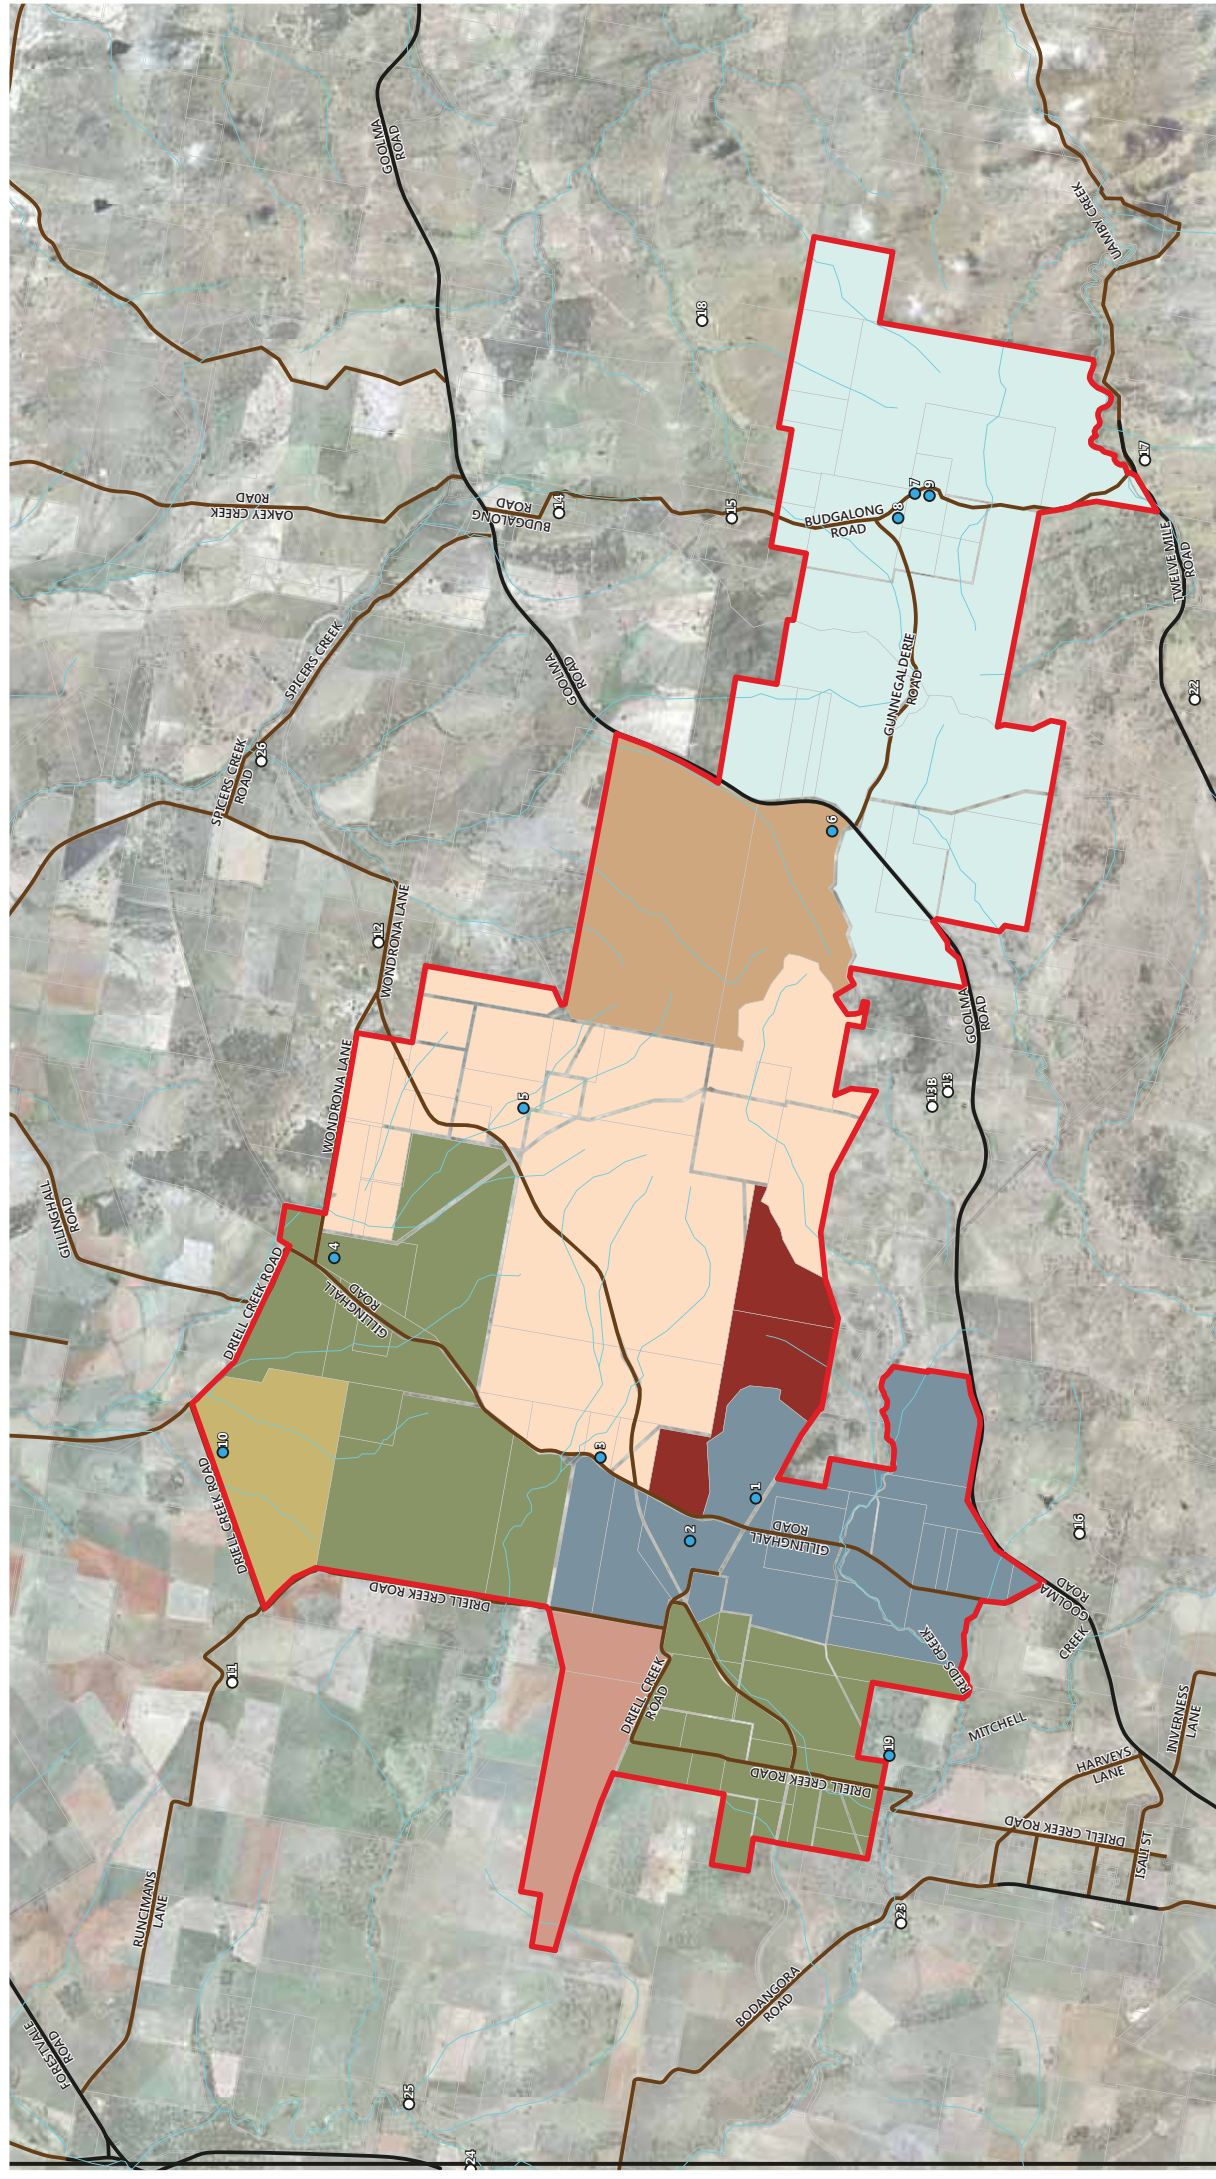 GOOLMA
ROAD
UAMBY CREEK
18
OAKEY CREEK
ROAD
BUDGALONG
ROAD
14
15
17
7
9
8
BUDGALONG
ROAD
TWELVE MILE
ROAD
SPICERS CREEK
GOOLMA
ROAD
GUNNEGALDERIE
ROAD
22
SPICERS CREEK
ROAD
26
6
12
WONDRONA LANE
GOOLMA
ROAD
WONDRONA LANE
5
13B
13
GILLINGHALL
ROAD
4
DRIELL CREEK ROAD
GILLINGHALL
ROAD
10
3
DRIELL CREEK ROAD
1
2
GILLINGHALL
ROAD
16
DRIELL CREEK ROAD
GOOLMA
ROAD
REIDS CREEK
CREEK
MITCHELL
11
DRIELL CREEK
ROAD
19
INVERNESS
LANE
HARVEYS
LANE
DRIELL CREEK ROAD
DRIELL CREEK ROAD
ISALI ST
RUNCIMANS
LANE
23
BODANGORA
ROAD
FORESTVALE
ROAD
25
24